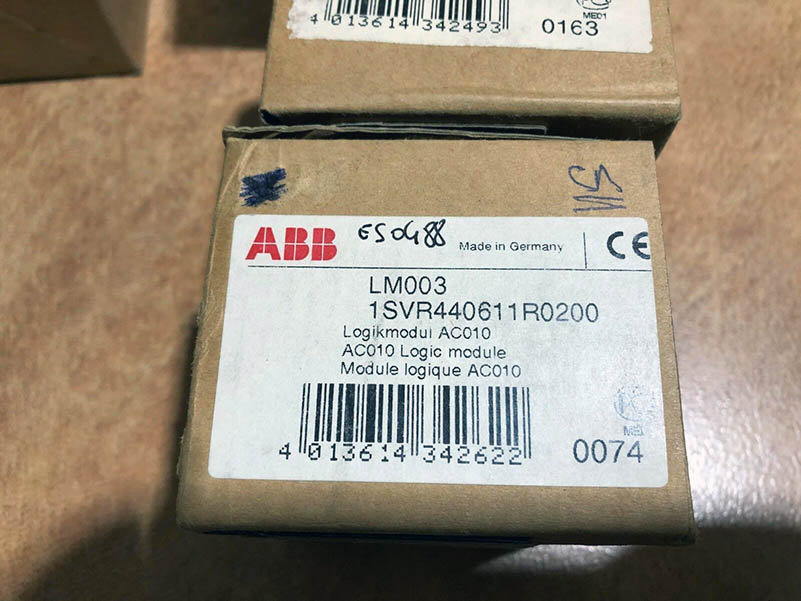 4 013614 342493
0163
MED1
ABB ES0488 Made in Germany CE
LM003
1SVR440611R0200
Logikmodul AC010
AC010 Logic module
Module logique AC010
4 013614 342622
0074